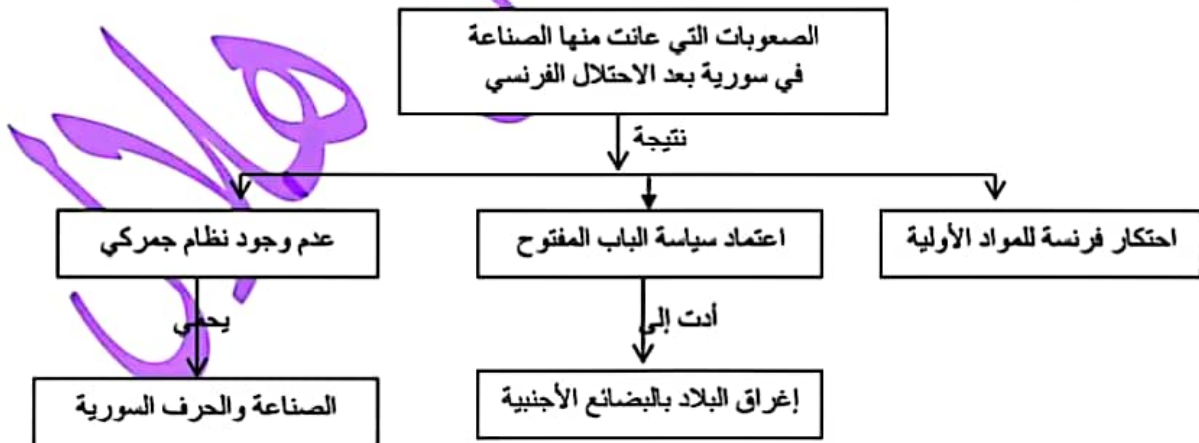 الصعوبات التي عانت منها الصناعة
في سورية بعد الاحتلال الفرنسي
نتيجة
احتكار فرنسة للمواد الأولية
اعتماد سياسة الباب المفتوح
عدم وجود نظام جمركي
أدت إلى
يحمي
إغراق البلاد بالبضائع الأجنبية
الصناعة والحرف السورية